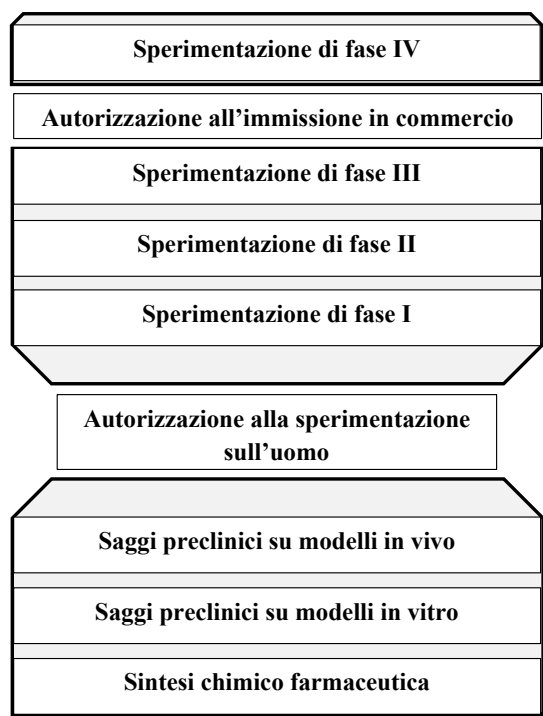 Sperimentazione di fase IV
Autorizzazione all’immissione in commercio
Sperimentazione di fase III
Sperimentazione di fase II
Sperimentazione di fase I
Autorizzazione alla sperimentazione
sull’uomo
Saggi preclinici su modelli in vivo
Saggi preclinici su modelli in vitro
Sintesi chimico farmaceutica